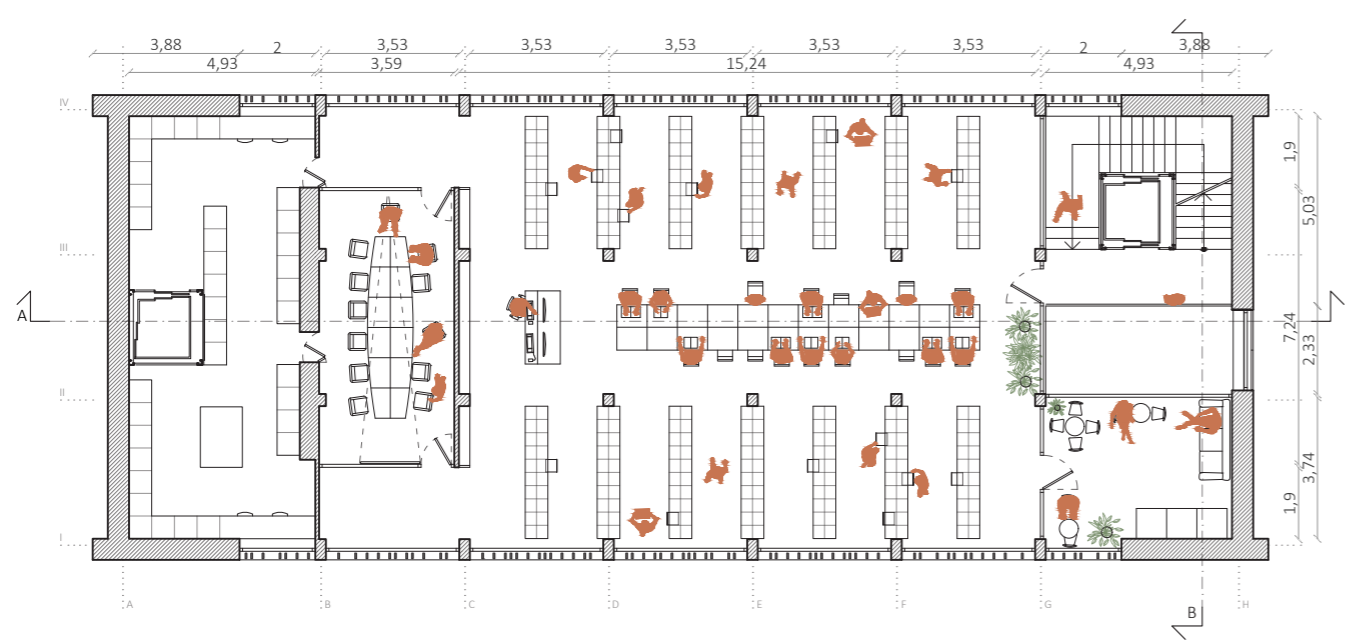 3,88 2 3,53 3,53 3,53 3,53 3,53 2 3,88
4,93 3,59 15,24 4,93
IV
1,9
5,03
III
A
7,24
2,33
II
3,74
1,9
I
A B C D E F G H
B